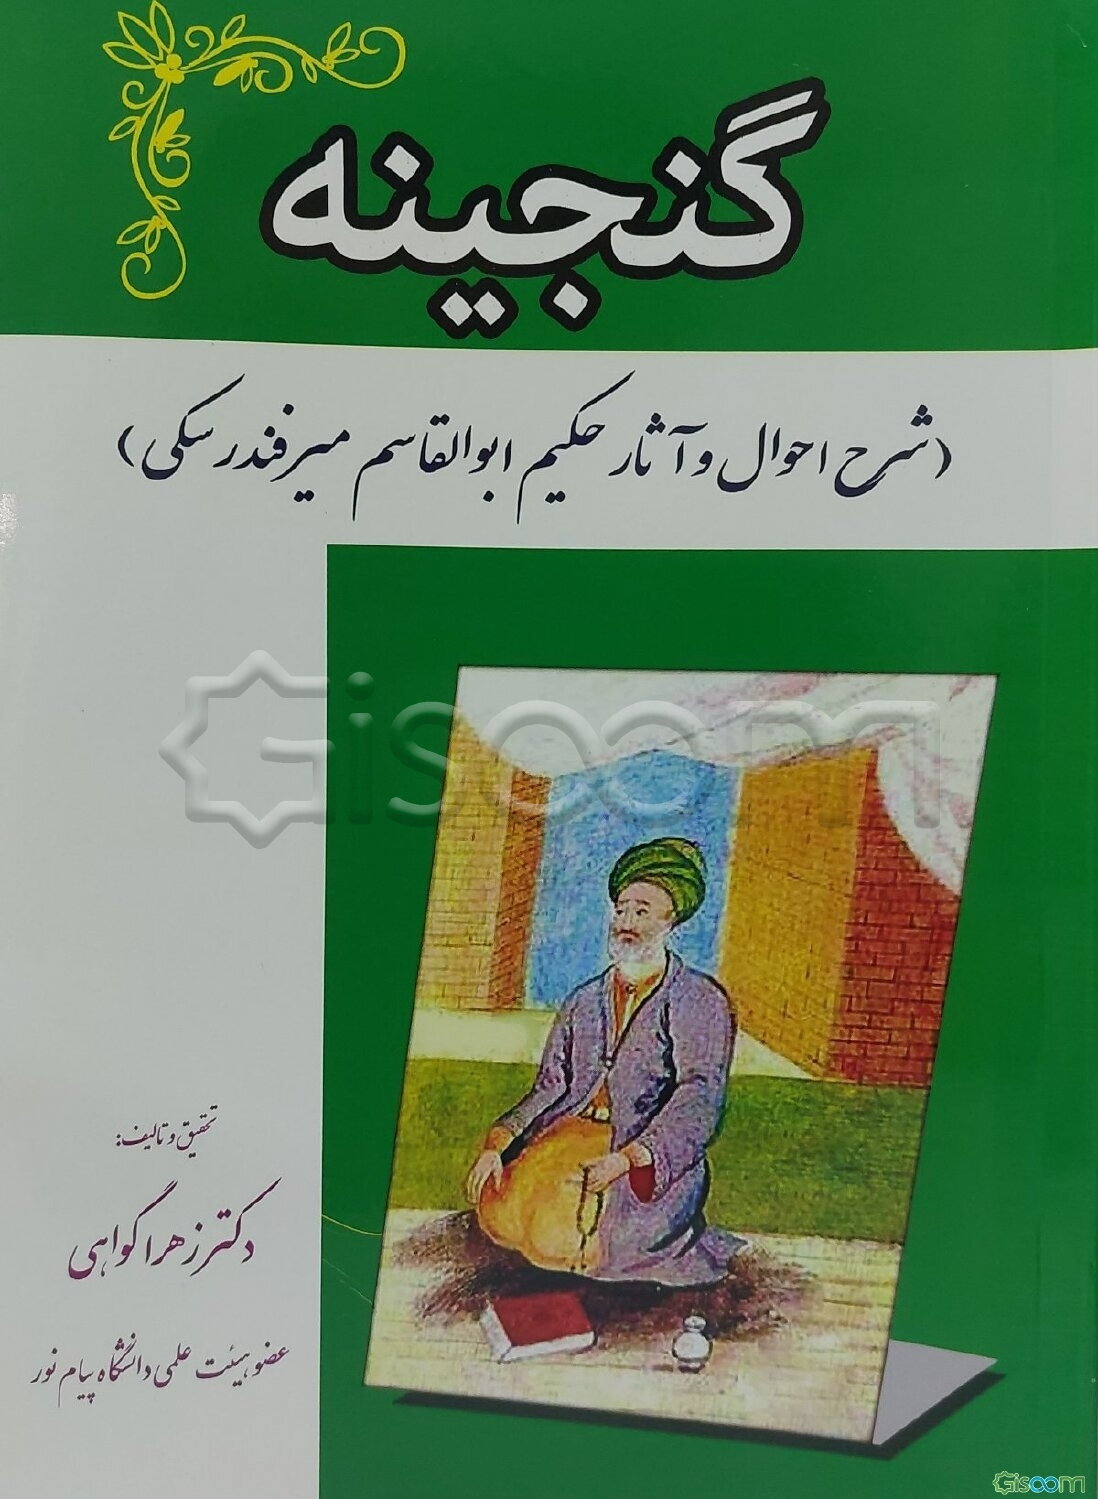 گنجینه
(شرح احوال و آثار حکیم ابوالقاسم میرفندرسکی)
Gisoom
تحقیق و تالیف:
دکتر زهرا گواهی
عضو هیئت علمی دانشگاه پیام نور
Gisoom